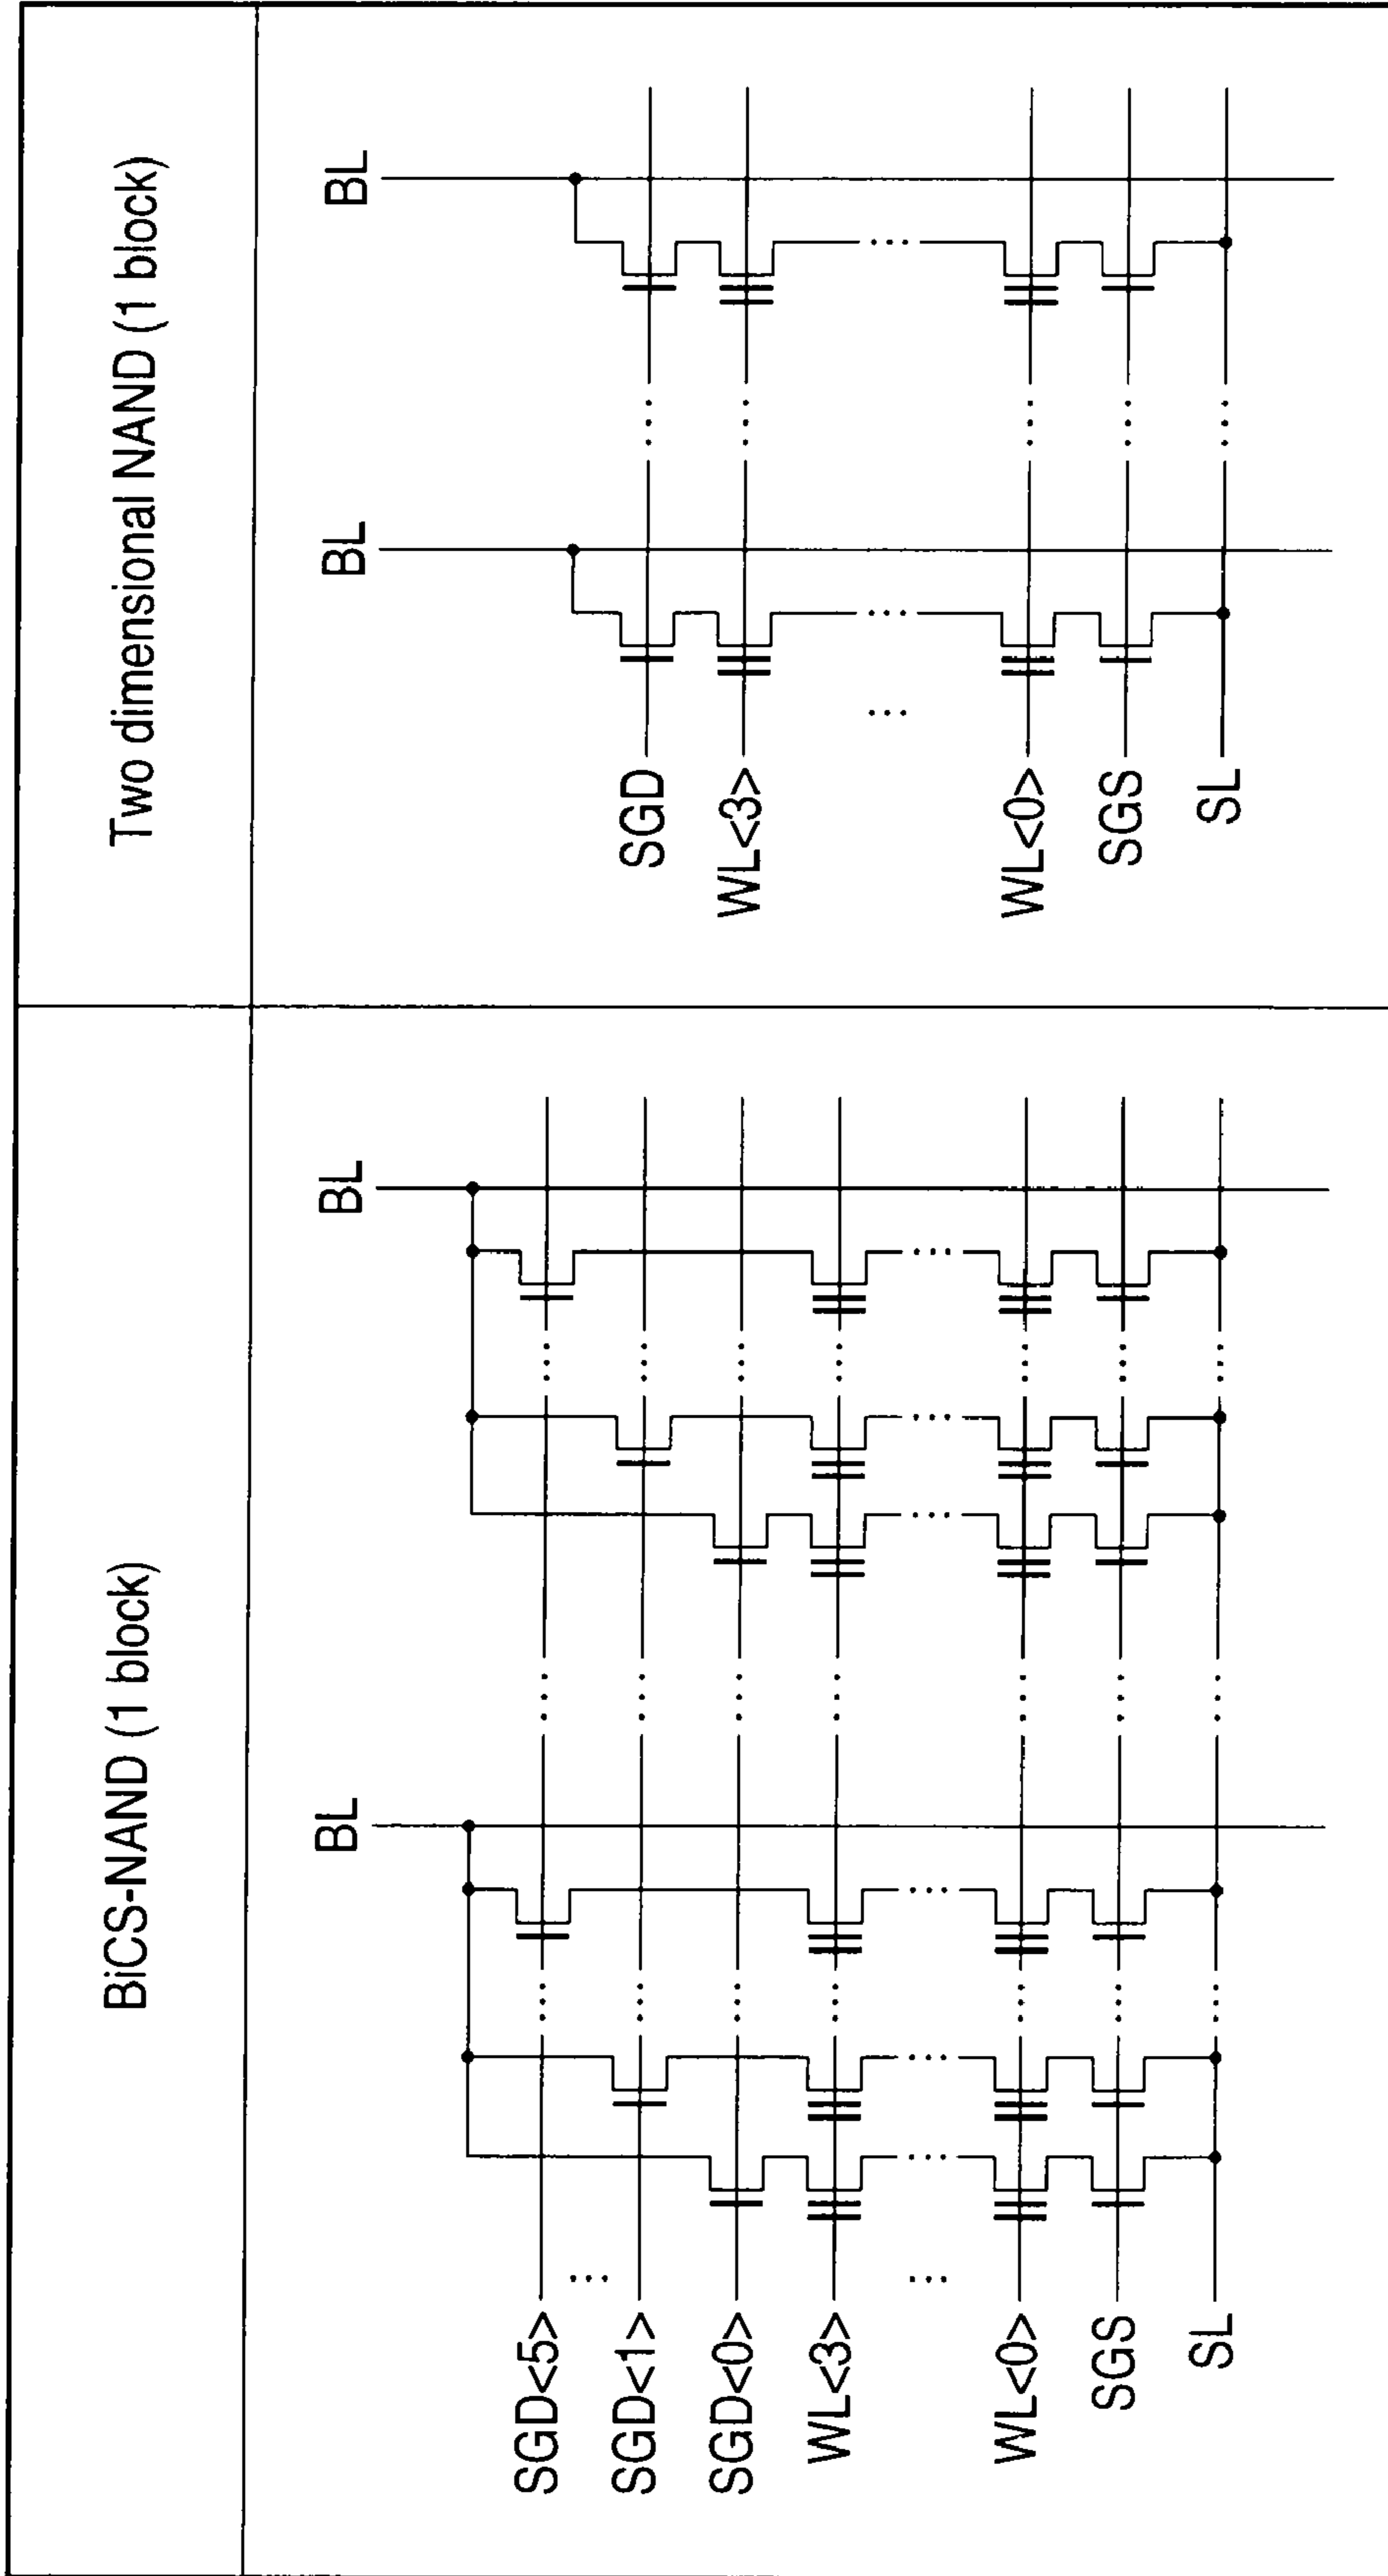 BiCS-NAND (1 block)
BL
BL
SGD<5>
...
SGD<1>
SGD<0>
WL<3>
...
WL<0>
SGS
SL
Two dimensional NAND (1 block)
BL
BL
SGD
WL<3>
...
WL<0>
SGS
SL